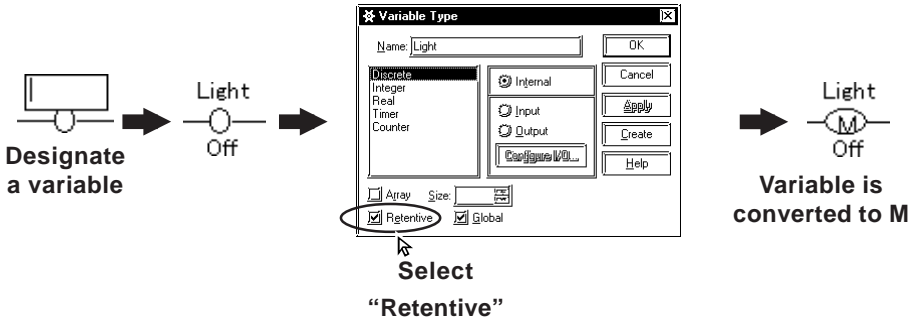 Designate
a variable
Light
Off
Variable Type
Name: Light
Discrete
Integer
Real
Timer
Counter
Internal
Input
Output
Configure I/O...
OK
Cancel
Apply
Create
Help
Array Size:
Retentive Global
Select
“Retentive”
Light
M
Off
Variable is
converted to M